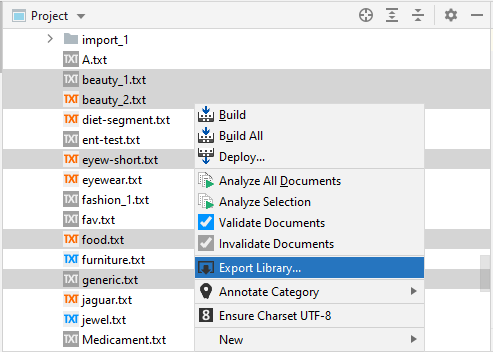 Project
import_1
TXT A.txt
TXT beauty_1.txt
TXT beauty_2.txt
TXT diet-segment.txt
TXT ent-test.txt
TXT eyew-short.txt
TXT eyewear.txt
TXT fashion_1.txt
TXT fav.txt
TXT food.txt
TXT furniture.txt
TXT generic.txt
TXT jaguar.txt
TXT jewel.txt
TXT Medicament.txt
Build
Build All
Deploy...
Analyze All Documents
Analyze Selection
Validate Documents
Invalidate Documents
Export Library...
Annotate Category
8 Ensure Charset UTF-8
New